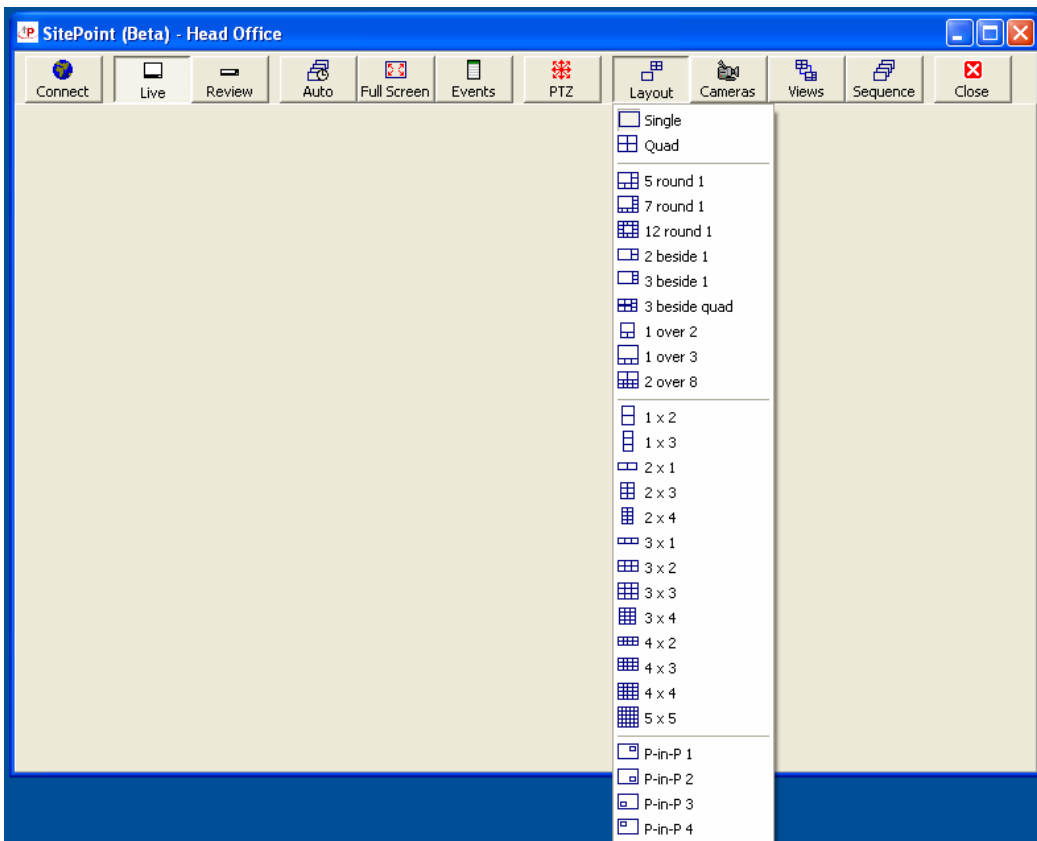 SitePoint (Beta) - Head Office
Connect Live Review Auto Full Screen Events PTZ Layout Cameras Views Sequence Close
Single
Quad
5 round 1
7 round 1
12 round 1
2 beside 1
3 beside 1
3 beside quad
1 over 2
1 over 3
2 over 8
1 x 2
1 x 3
2 x 1
2 x 3
2 x 4
3 x 1
3 x 2
3 x 3
3 x 4
4 x 2
4 x 3
4 x 4
5 x 5
P-in-P 1
P-in-P 2
P-in-P 3
P-in-P 4